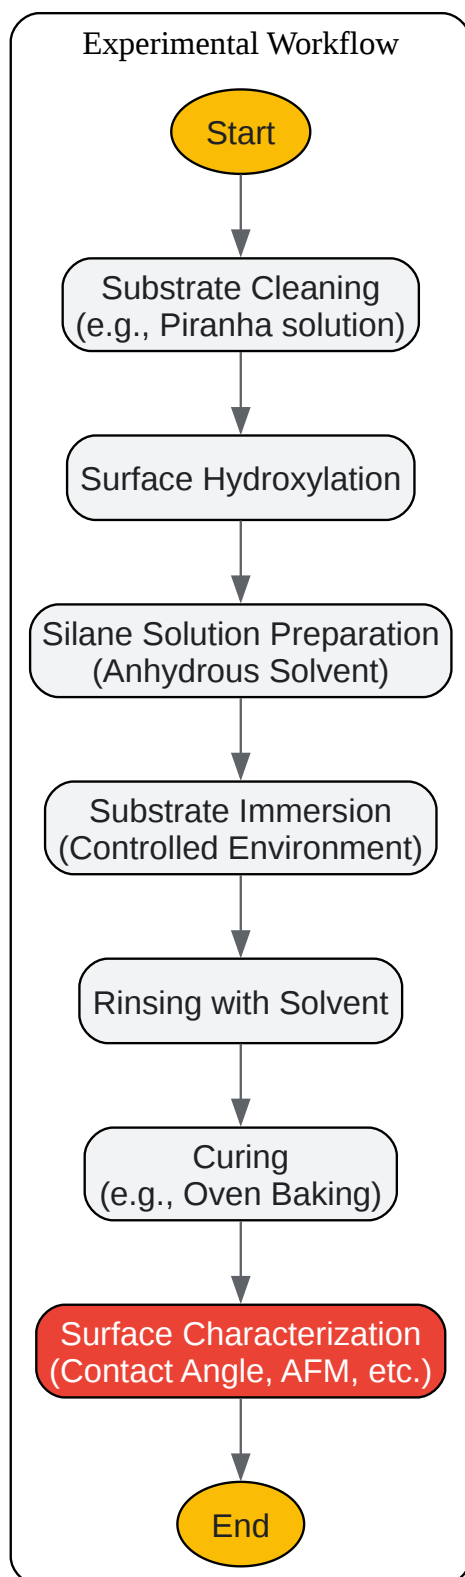 Experimental Workflow
Start
Substrate Cleaning
(e.g., Piranha solution)
Surface Hydroxylation
Silane Solution Preparation
(Anhydrous Solvent)
Substrate Immersion
(Controlled Environment)
Rinsing with Solvent
Curing
(e.g., Oven Baking)
Surface Characterization
(Contact Angle, AFM, etc.)
End